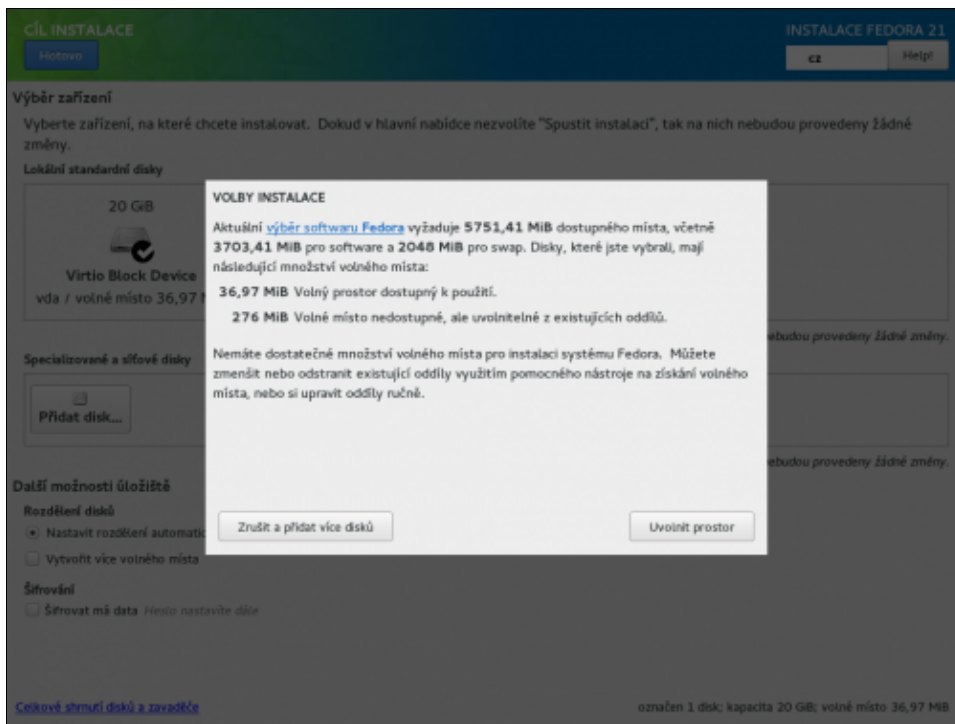 CÍL INSTALACE
INSTALACE FEDORA 21
Hotovo
cz
Help!
Výběr zařízení
Vyberte zařízení, na které chcete instalovat. Dokud v hlavní nabídce nezvolíte "Spustit instalaci", tak na nich nebudou provedeny žádné
změny.
Lokální standardní disky
20 GiB
Virtio Block Device
vda / volné místo 36,97
VOLBY INSTALACE
Aktuální výběr softwaru Fedora vyžaduje 5751,41 MiB dostupného místa, včetně
3703,41 MiB pro software a 2048 MiB pro swap. Disky, které jste vybrali, mají
následující množství volného místa:
36,97 MiB Volný prostor dostupný k použití.
276 MiB Volné místo nedostupné, ale uvolnitelné z existujících oddílů.
Nemáte dostatečné množství volného místa pro instalaci systému Fedora. Můžete
zmenšit nebo odstranit existující oddíly využitím pomocného nástroje na získání volného
místa, nebo si upravit oddíly ručně.
Zrušit a přidat více disků
Uvolnit prostor
ebudou provedeny žádné změny.
Specializované a síťové disky
Přidat disk...
ebudou provedeny žádné změny.
Další možnosti úložiště
Rozdělení disků
Nastavit rozdělení automatic
Vytvořit více volného místa
Šifrování
Šifrovat má data Heslo nastavíte dále
Celkové shrnutí disků a zavaděče
označen 1 disk; kapacita 20 GiB; volné místo 36,97 MiB